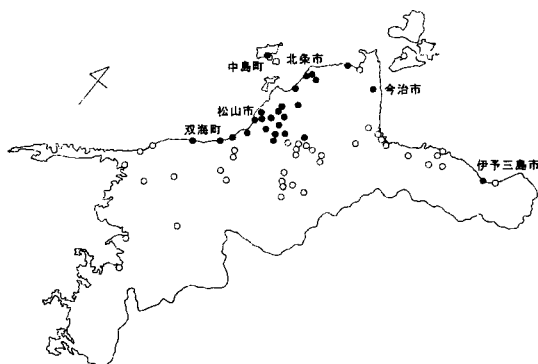 北条市
中島町
今治市
松山市
双海町
伊予三島市